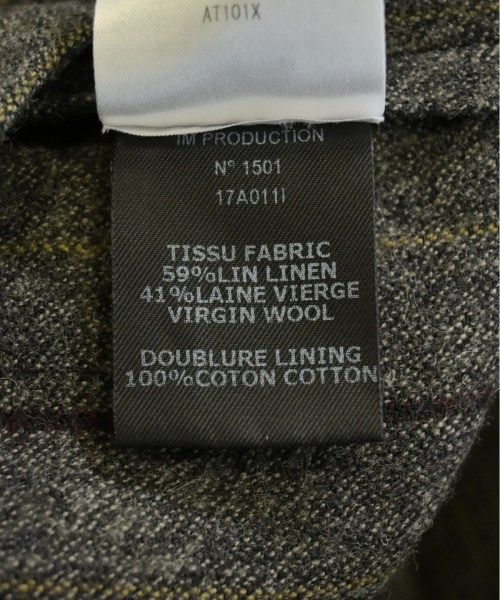 AT101X
IM PRODUCTION
N° 1501
17A011I
TISSU FABRIC
59%LIN LINEN
41%LAINE VIERGE
VIRGIN WOOL
DOUBLURE LINING
100%COTON COTTON